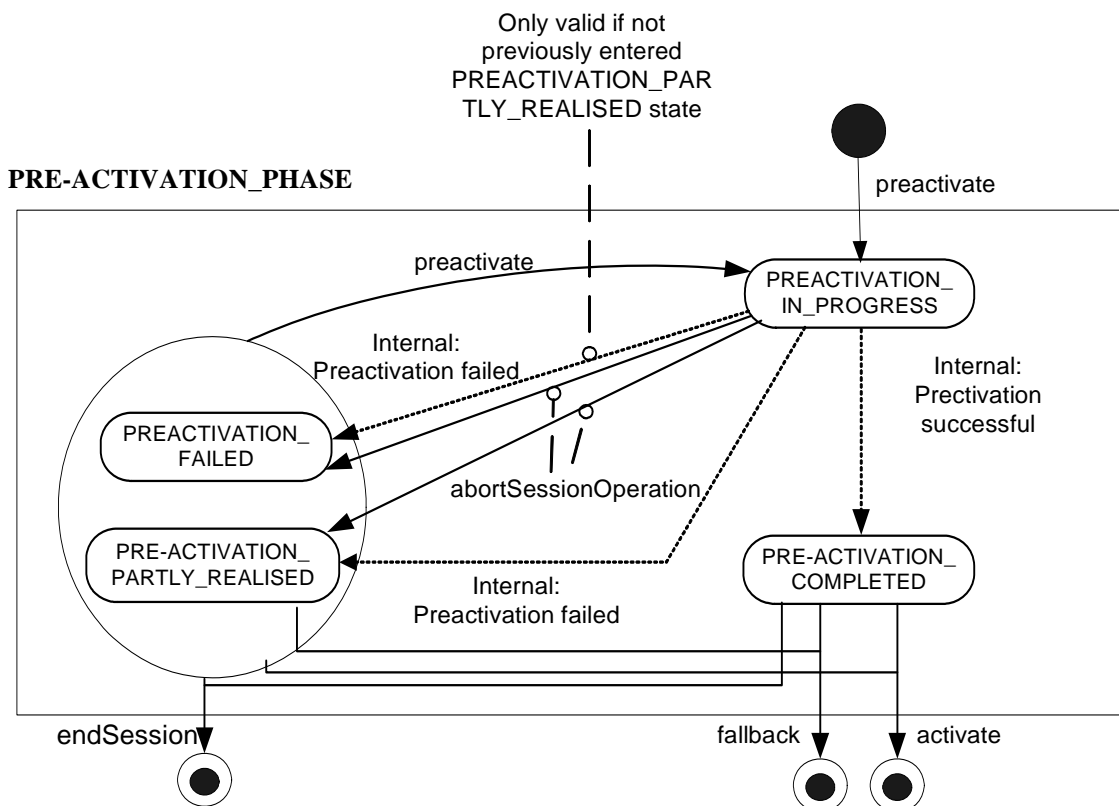 Only valid if not
previously entered
PREACTIVATION_PAR
TLY_REALISED state
PRE-ACTIVATION_PHASE
preactivate
preactivate
PREACTIVATION_
IN_PROGRESS
Internal:
Preactivation failed
Internal:
Prectivation
successful
PREACTIVATION_
FAILED
abortSessionOperation
PRE-ACTIVATION_
PARTLY_REALISED
PRE-ACTIVATION_
COMPLETED
Internal:
Preactivation failed
endSession
fallback
activate